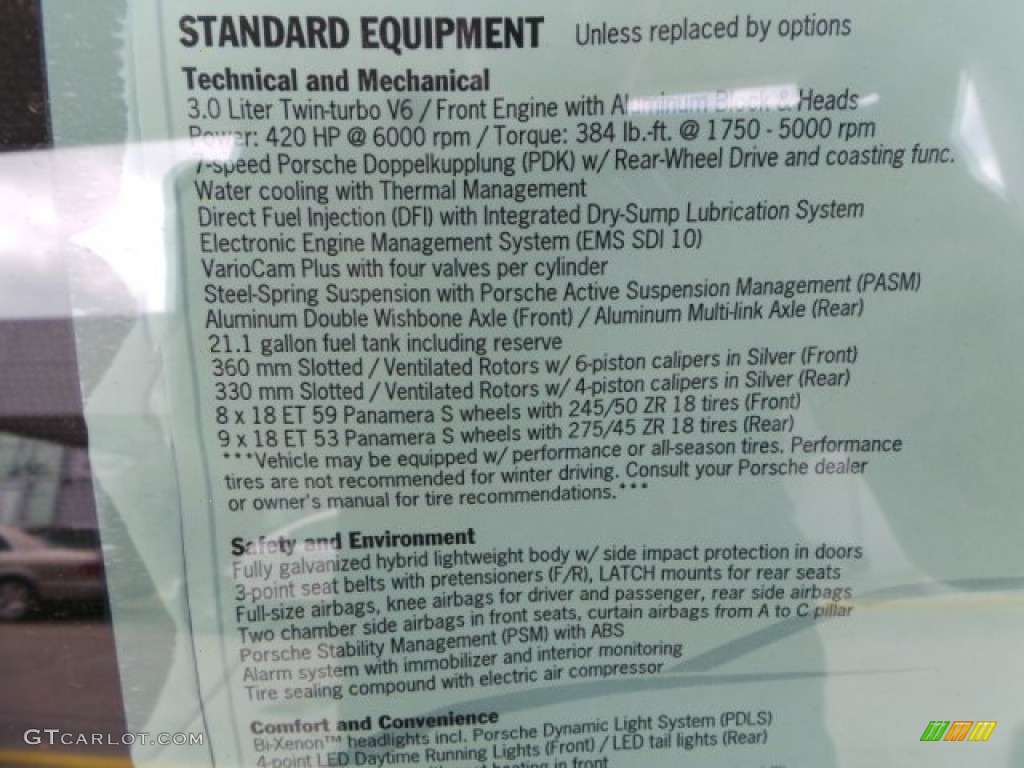 STANDARD EQUIPMENT Unless replaced by options
Technical and Mechanical
3.0 Liter Twin-turbo V6 / Front Engine with Aluminum Block & Heads
Power: 420 HP @ 6000 rpm / Torque: 384 lb.-ft. @ 1750 - 5000 rpm
7-speed Porsche Doppelkupplung (PDK) w/ Rear-Wheel Drive and coasting func.
Water cooling with Thermal Management
Direct Fuel Injection (DFI) with Integrated Dry-Sump Lubrication System
Electronic Engine Management System (EMS SDI 10)
VarioCam Plus with four valves per cylinder
Steel-Spring Suspension with Porsche Active Suspension Management (PASM)
Aluminum Double Wishbone Axle (Front) / Aluminum Multi-link Axle (Rear)
21.1 gallon fuel tank including reserve
360 mm Slotted / Ventilated Rotors w/ 6-piston calipers in Silver (Front)
330 mm Slotted / Ventilated Rotors w/ 4-piston calipers in Silver (Rear)
8 x 18 ET 59 Panamera S wheels with 245/50 ZR 18 tires (Front)
9 x 18 ET 53 Panamera S wheels with 275/45 ZR 18 tires (Rear)
***Vehicle may be equipped w/ performance or all-season tires. Performance
tires are not recommended for winter driving. Consult your Porsche dealer
or owner's manual for tire recommendations.***
Safety and Environment
Fully galvanized hybrid lightweight body w/ side impact protection in doors
3-point seat belts with pretensioners (F/R), LATCH mounts for rear seats
Full-size airbags, knee airbags for driver and passenger, rear side airbags
Two chamber side airbags in front seats, curtain airbags from A to C pillar
Porsche Stability Management (PSM) with ABS
Alarm system with immobilizer and interior monitoring
Tire sealing compound with electric air compressor
Comfort and Convenience
Bi-Xenon™ headlights incl. Porsche Dynamic Light System (PDLS)
4-point LED Daytime Running Lights (Front) / LED tail lights (Rear)
heating in front
GTCARLOT.COM